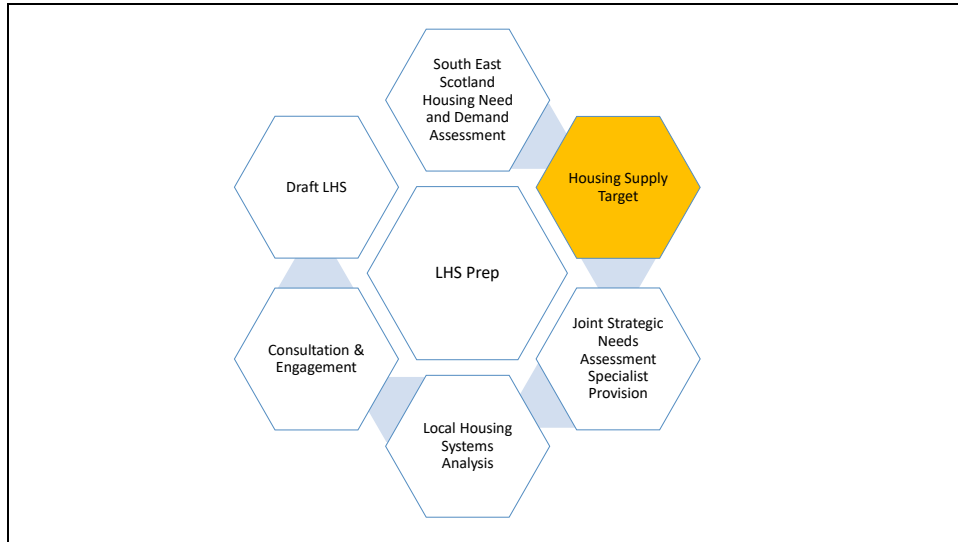 South East
Scotland
Housing Need
and Demand
Assessment
Housing Supply
Target
Joint Strategic
Needs
Assessment
Specialist
Provision
Local Housing
Systems
Analysis
Consultation &
Engagement
Draft LHS
LHS Prep